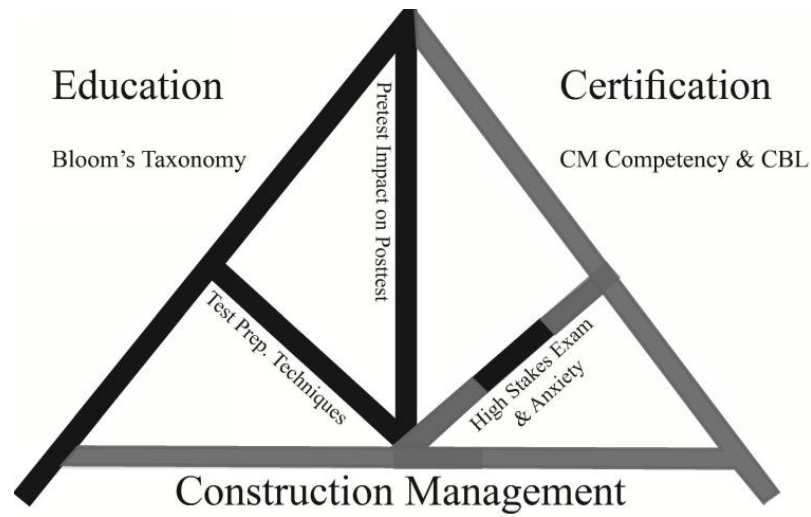 Education
Certification
Bloom's Taxonomy
CM Competency & CBL
Pretest Impact on Posttest
Test Prep. Techniques
High Stakes Exam
& Anxiety
Construction Management